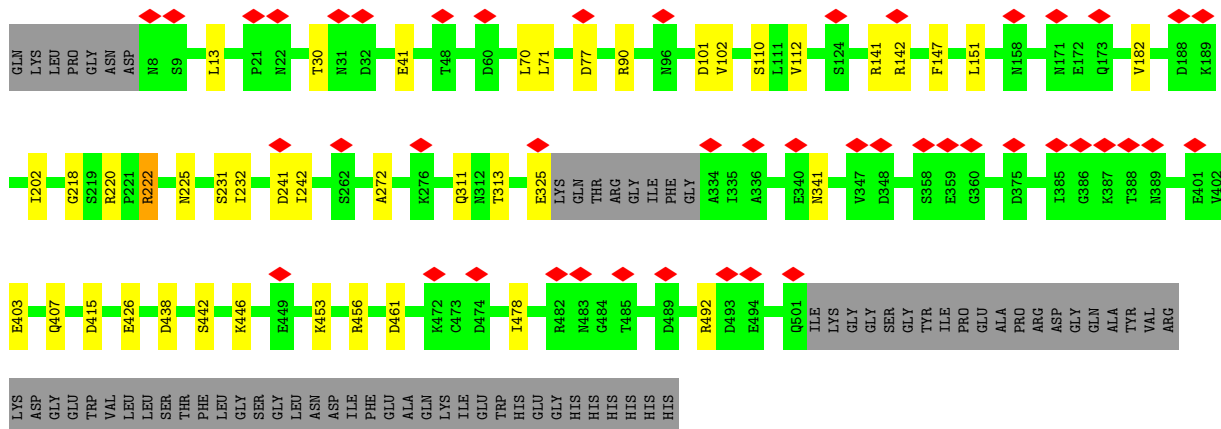 GLN LYS LEU PRO GLY ASN ASP N8 S9 L13 P21 N22 T30 N31 D32 E41 T48 D60 L70 L71 D77 R90 N96 D101 V102 S110 L111 V112 S124 R141 R142 F147 L151 N158 N171 E172 Q173 V182 D188 K189
I202 G218 S219 R220 P221 R222 N225 S231 I232 D241 I242 S262 A272 K276 Q311 N312 T313 E325 LYS GLN THR ARG GLY ILE PHE GLY A334 I335 A336 E340 N341 V347 D348 S358 E359 G360 D375 I385 G386 K387 T388 N389 E401 V402
E403 Q407 D415 E426 D438 S442 K446 E449 K453 R456 D461 K472 C473 D474 I478 R482 N483 G484 T485 D489 R492 D493 E494 Q501 ILE LYS GLY GLY SER GLY TYR ILE PRO GLU ALA PRO ARG ASP GLY GLN ALA TYR VAL ARG
LYS ASP GLY GLU TRP VAL LEU LEU SER THR PHE LEU GLY SER GLY LEU ASN ASP ILE PHE GLU ALA GLN LYS ILE GLU TRP HIS GLU GLY HIS HIS HIS HIS HIS HIS